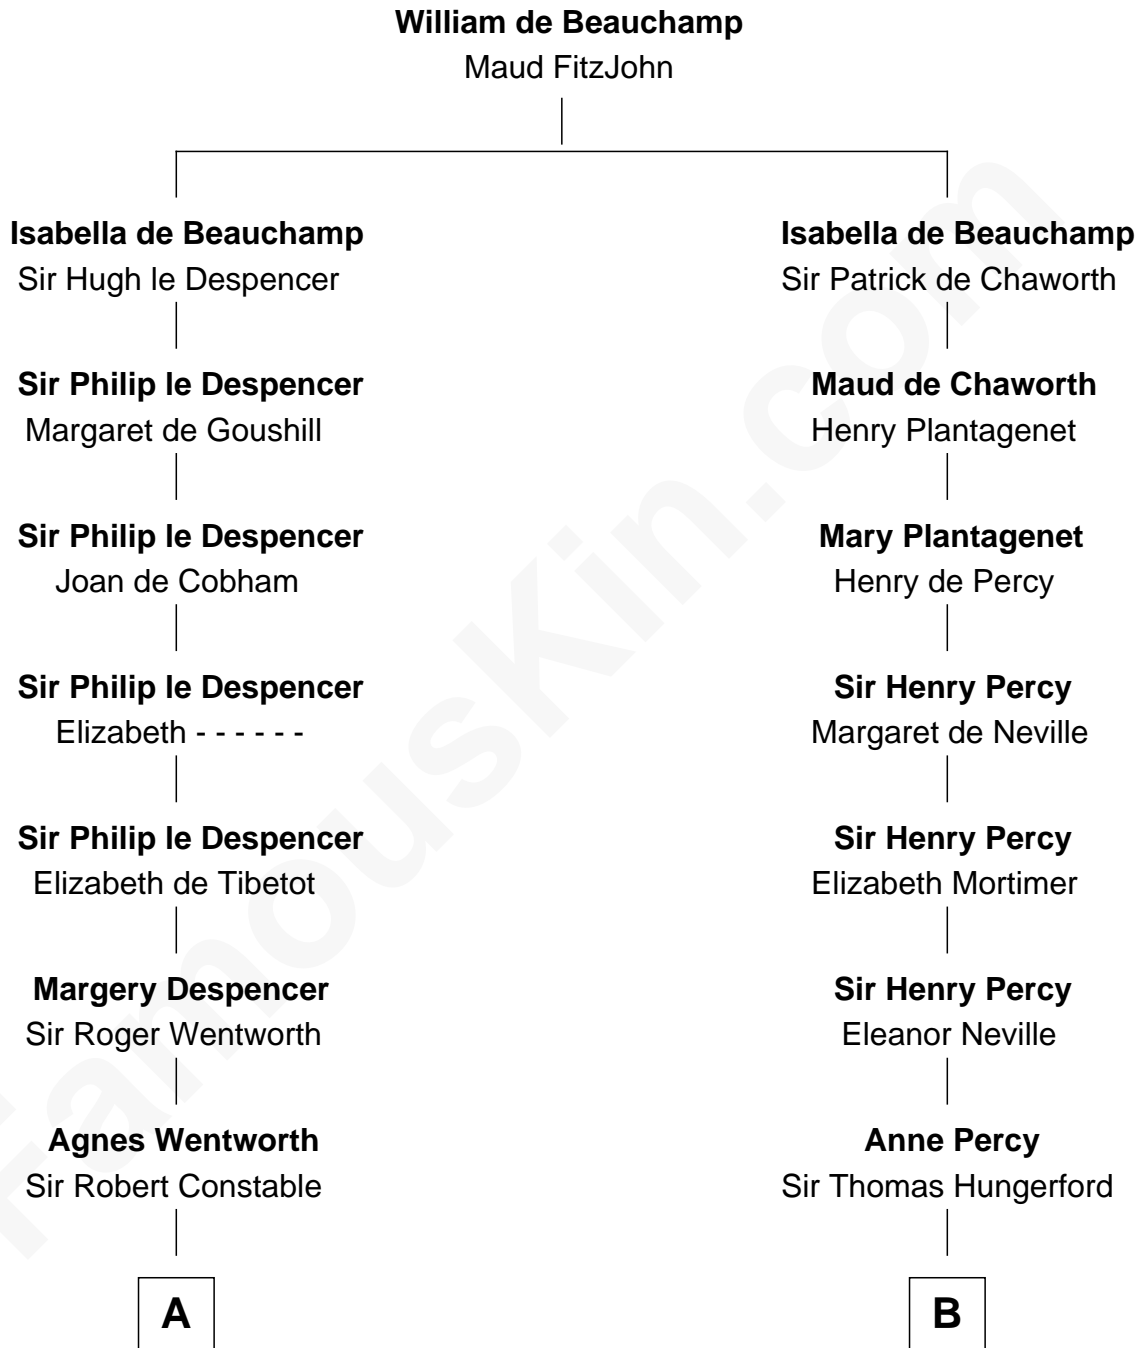 William de Beauchamp
Maud FitzJohn
Isabella de Beauchamp
Sir Hugh le Despencer
Isabella de Beauchamp
Sir Patrick de Chaworth
Sir Philip le Despencer
Margaret de Goushill
Maud de Chaworth
Henry Plantagenet
Sir Philip le Despencer
Joan de Cobham
Mary Plantagenet
Henry de Percy
Sir Philip le Despencer
Elizabeth - - - - - -
Sir Henry Percy
Margaret de Neville
Sir Philip le Despencer
Elizabeth de Tibetot
Sir Henry Percy
Elizabeth Mortimer
Margery Despencer
Sir Roger Wentworth
Sir Henry Percy
Eleanor Neville
Agnes Wentworth
Sir Robert Constable
Anne Percy
Sir Thomas Hungerford
A
B
FamousKin.com